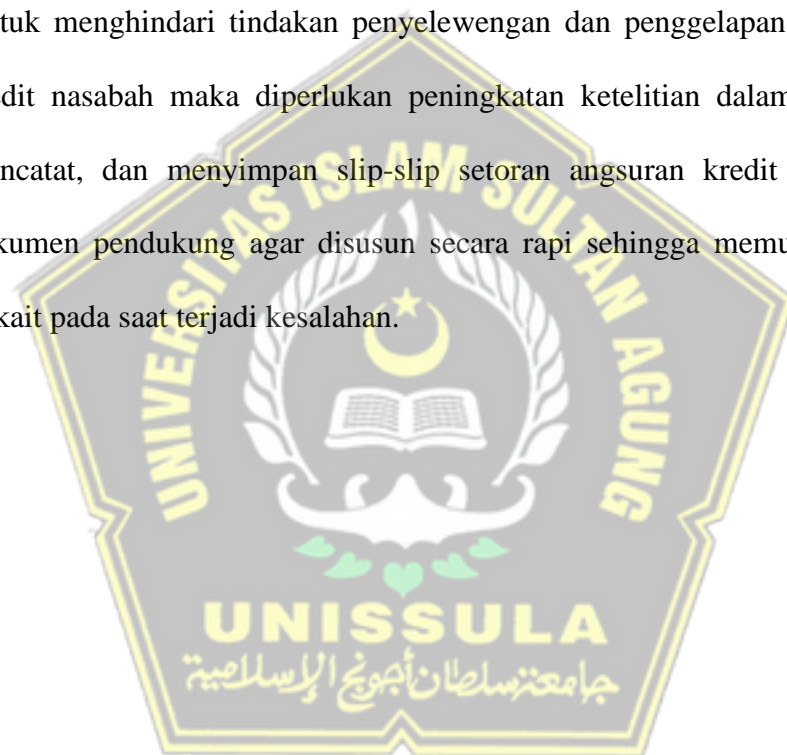 tuk menghindari tindakan penyelewengan dan penggelapan
edit nasabah maka diperlukan peningkatan ketelitian dalam
ncatat, dan menyimpan slip-slip setoran angsuran kredit
kumen pendukung agar disusun secara rapi sehingga memu
kait pada saat terjadi kesalahan.
UNIVERSITAS ISLAM SULTAN AGUNG
UNISSULA
جامعة سلطان أجونج الإسلامية